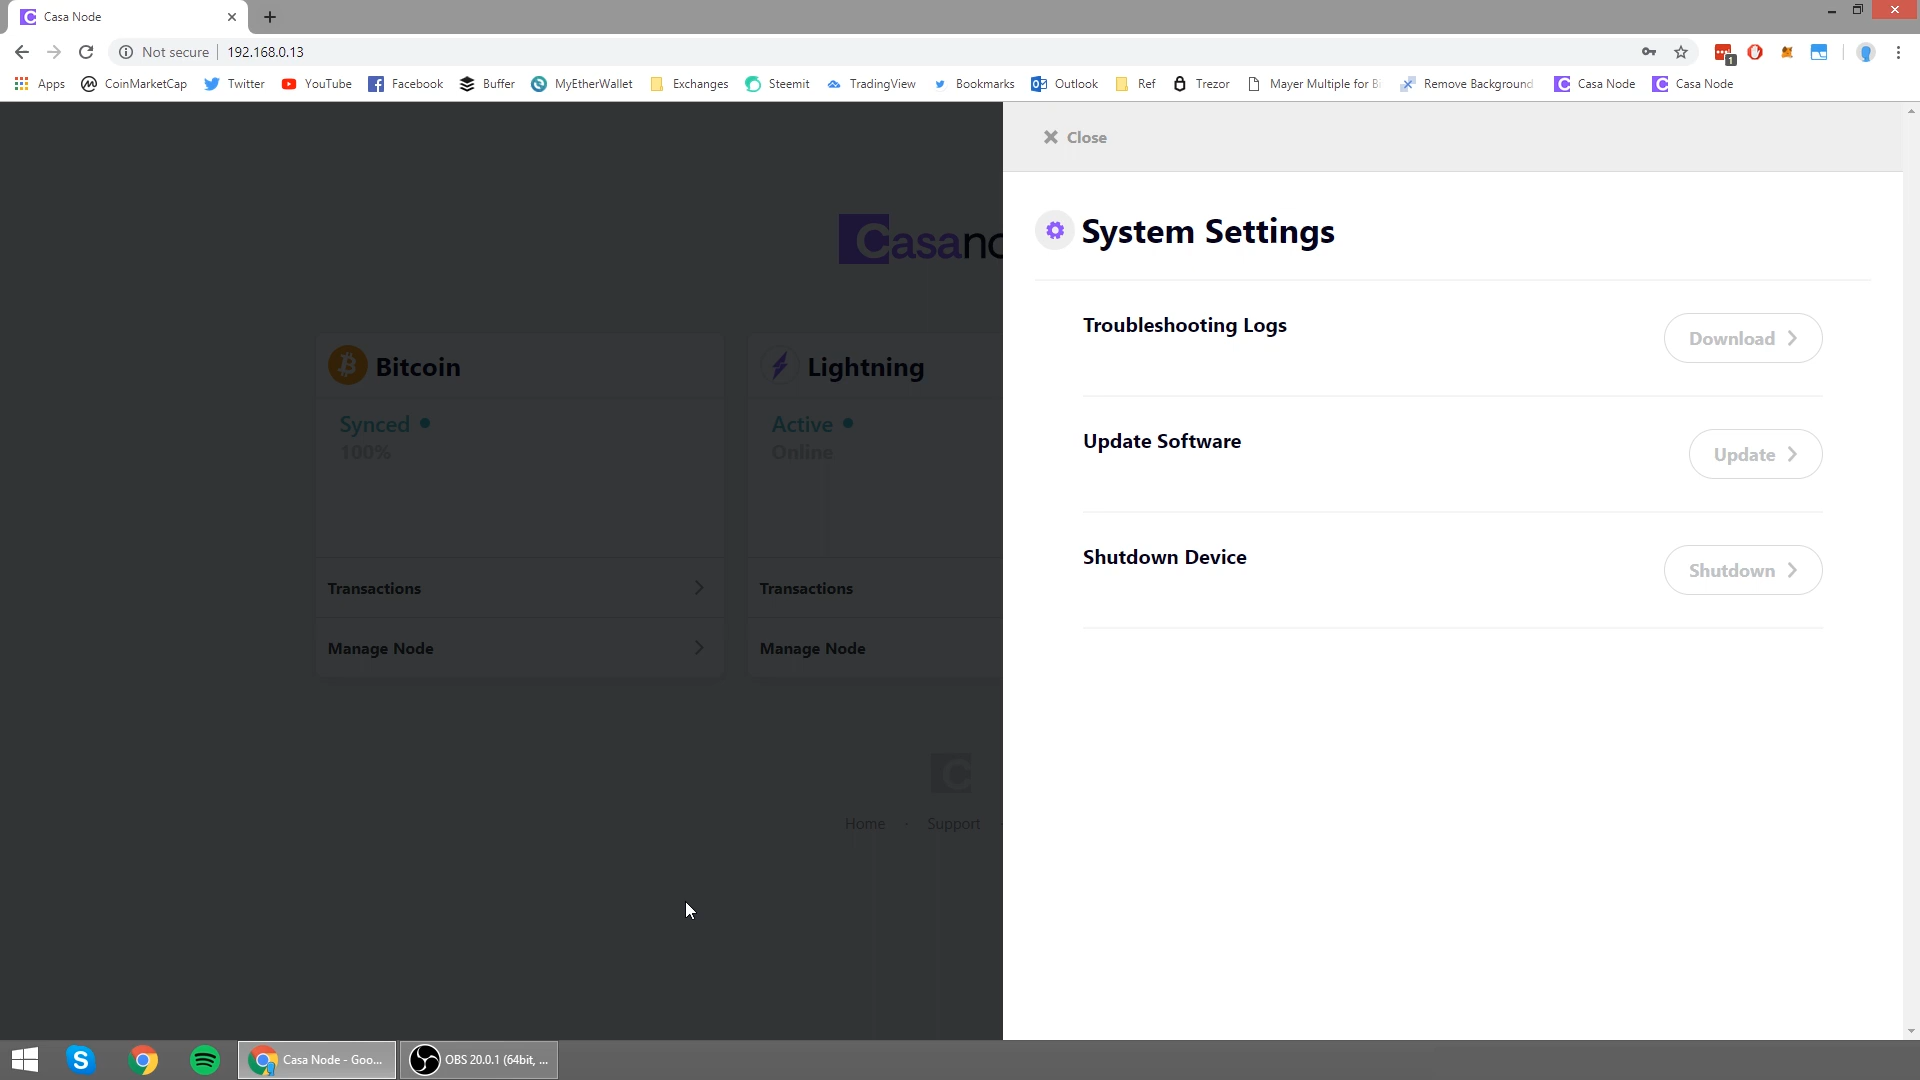 Casa Node
Not secure
192.168.0.13
1
Apps
CoinMarketCap
Twitter
YouTube
Facebook
Buffer
MyEtherWallet
Exchanges
Steemit
TradingView
Bookmarks
Outlook
Ref
Trezor
Mayer Multiple for Bi
Remove Background
Casa Node
Casa Node
Close
System Settings
Troubleshooting Logs
Download
Update Software
Update
Shutdown Device
Shutdown
Casano
Bitcoin
Synced
100%
Transactions
Manage Node
Lightning
Active
Online
Transactions
Manage Node
C
Home - Support
Casa Node - Goo...
OBS 20.0.1 (64bit, ...